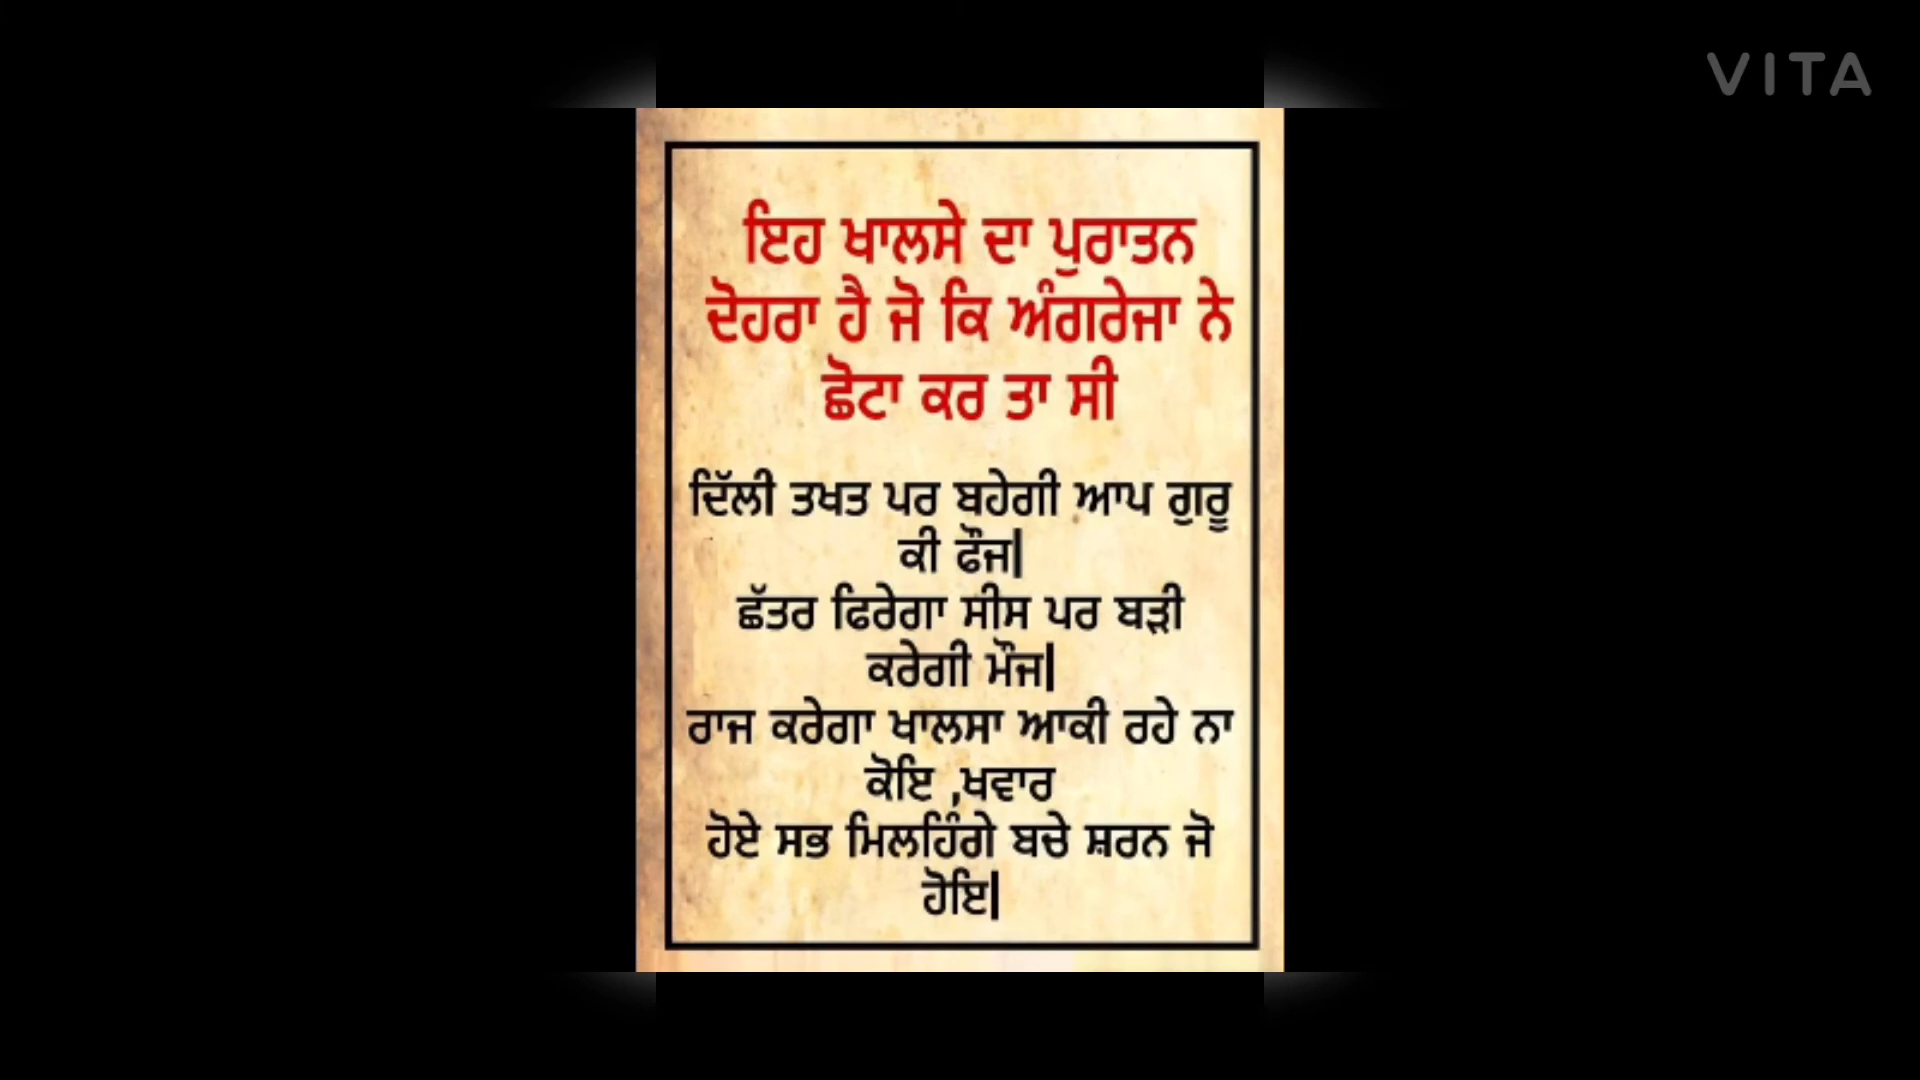 VITA
ਇਹ ਖਾਲਸੇ ਦਾ ਪੁਰਾਤਨ
ਦੋਹਰਾ ਹੈ ਜੋ ਕਿ ਅੰਗਰੇਜਾ ਨੇ
ਛੋਟਾ ਕਰ ਤਾ ਸੀ
ਦਿੱਲੀ ਤਖਤ ਪਰ ਬਹੇਗੀ ਆਪ ਗੁਰੂ
ਕੀ ਫੌਜ|
ਛੱਤਰ ਫਿਰੇਗਾ ਸੀਸ ਪਰ ਬੜੀ
ਕਰੇਗੀ ਮੌਜ|
ਰਾਜ ਕਰੇਗਾ ਖਾਲਸਾ ਆਕੀ ਰਹੇ ਨਾ
ਕੋਇ ,ਖਵਾਰ
ਹੋਏ ਸਭ ਮਿਲਹਿੰਗੇ ਬਚੇ ਸ਼ਰਨ ਜੋ
ਹੋਇ|